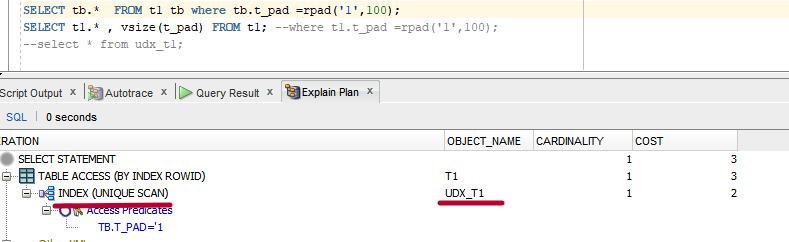 SELECT tb.*  FROM t1 tb where tb.t_pad =rpad('1',100);
SELECT t1.* , vsize(t_pad) FROM t1; --where t1.t_pad =rpad('1',100);
--select * from udx_t1;
Script Output x Autotrace x Query Result x Explain Plan x
SQL | 0 seconds
ERATION OBJECT_NAME CARDINALITY COST
SELECT STATEMENT 1 3
TABLE ACCESS (BY INDEX ROWID) T1 1 3
INDEX (UNIQUE SCAN) UDX_T1 1 2
Access Predicates
TB.T_PAD='1